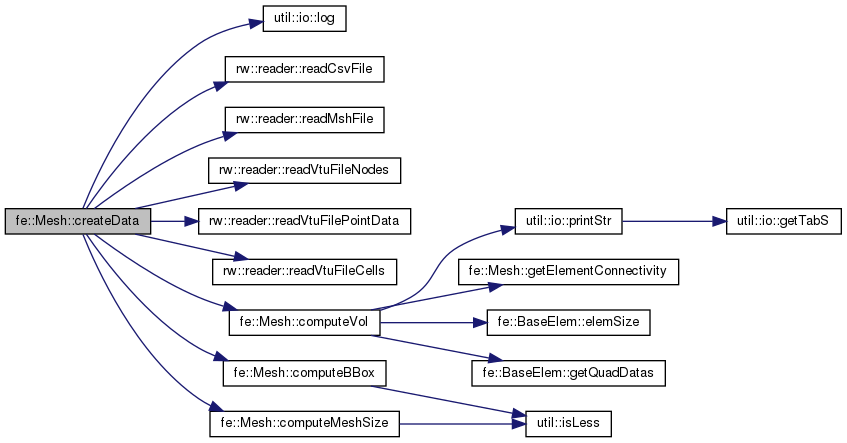 fe::Mesh::createData
util::io::log
rw::reader::readCsvFile
rw::reader::readMshFile
rw::reader::readVtuFileNodes
rw::reader::readVtuFilePointData
rw::reader::readVtuFileCells
fe::Mesh::computeVol
fe::Mesh::computeBBox
fe::Mesh::computeMeshSize
util::io::printStr
fe::Mesh::getElementConnectivity
fe::BaseElem::elemSize
fe::BaseElem::getQuadDatas
util::isLess
util::io::getTabS